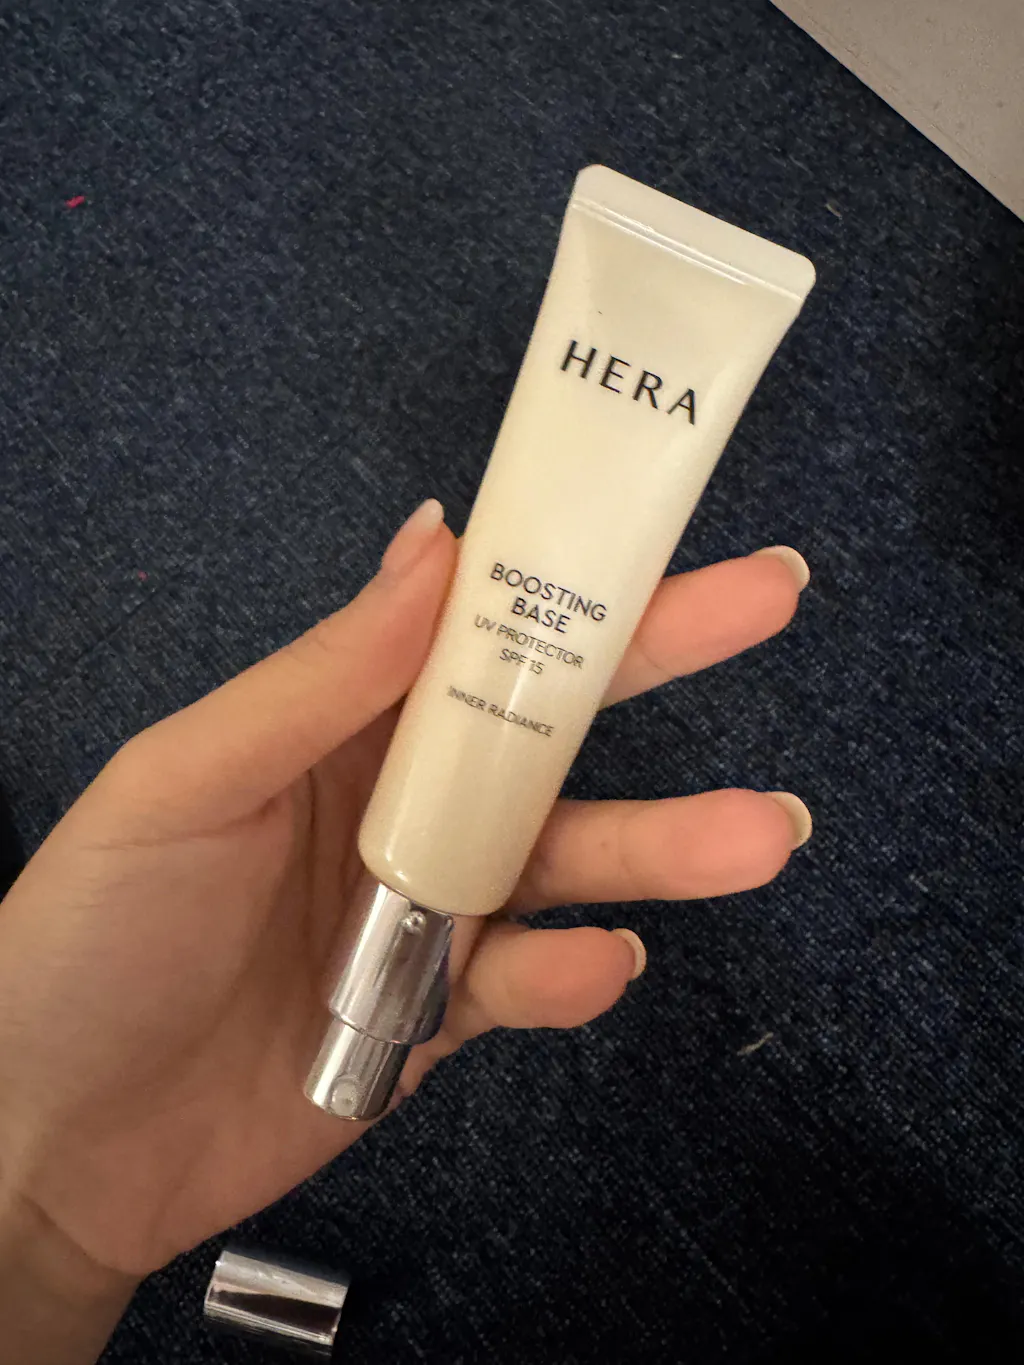 HERA
BOOSTING
BASE
UV PROTECTOR
SPF 15
INNER RADIANCE